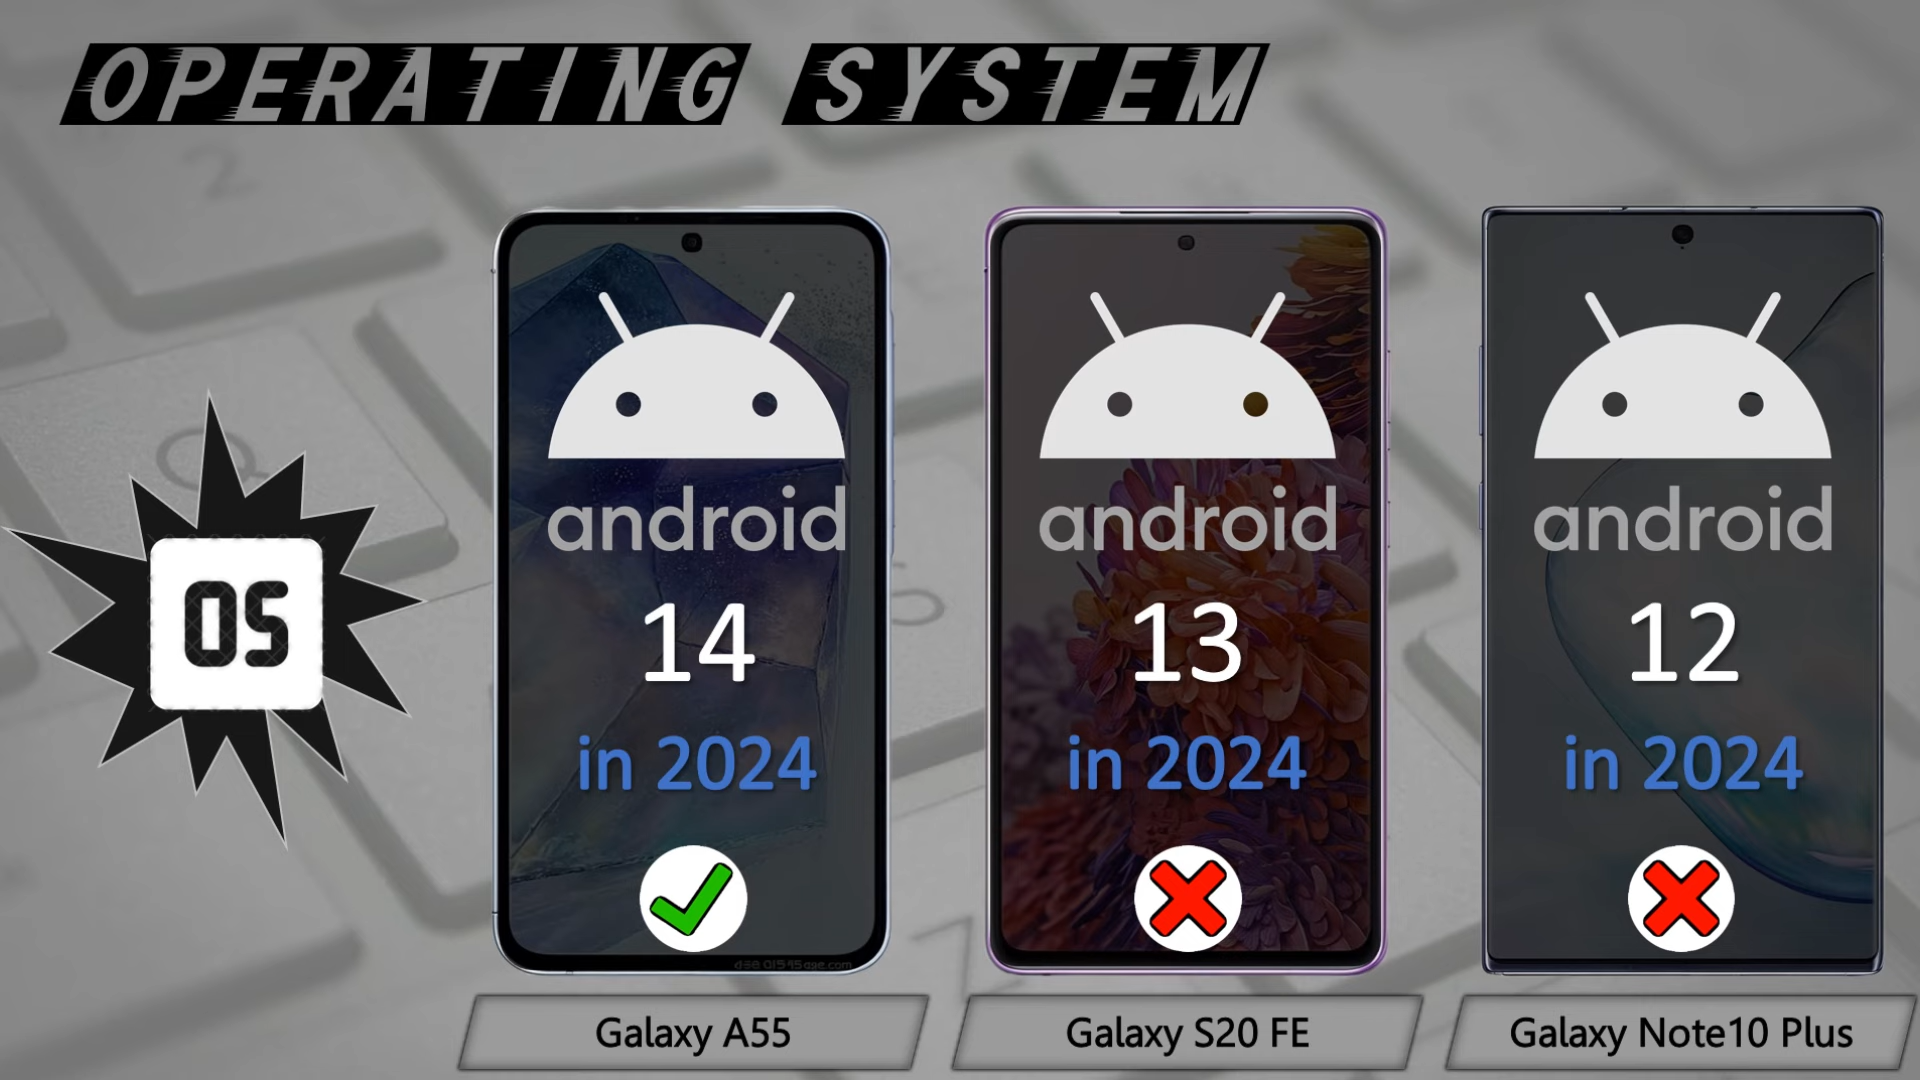 OPERATING SYSTEM
OS
android
14
in 2024
android
13
in 2024
android
12
in 2024
Galaxy A55
Galaxy S20 FE
Galaxy Note10 Plus